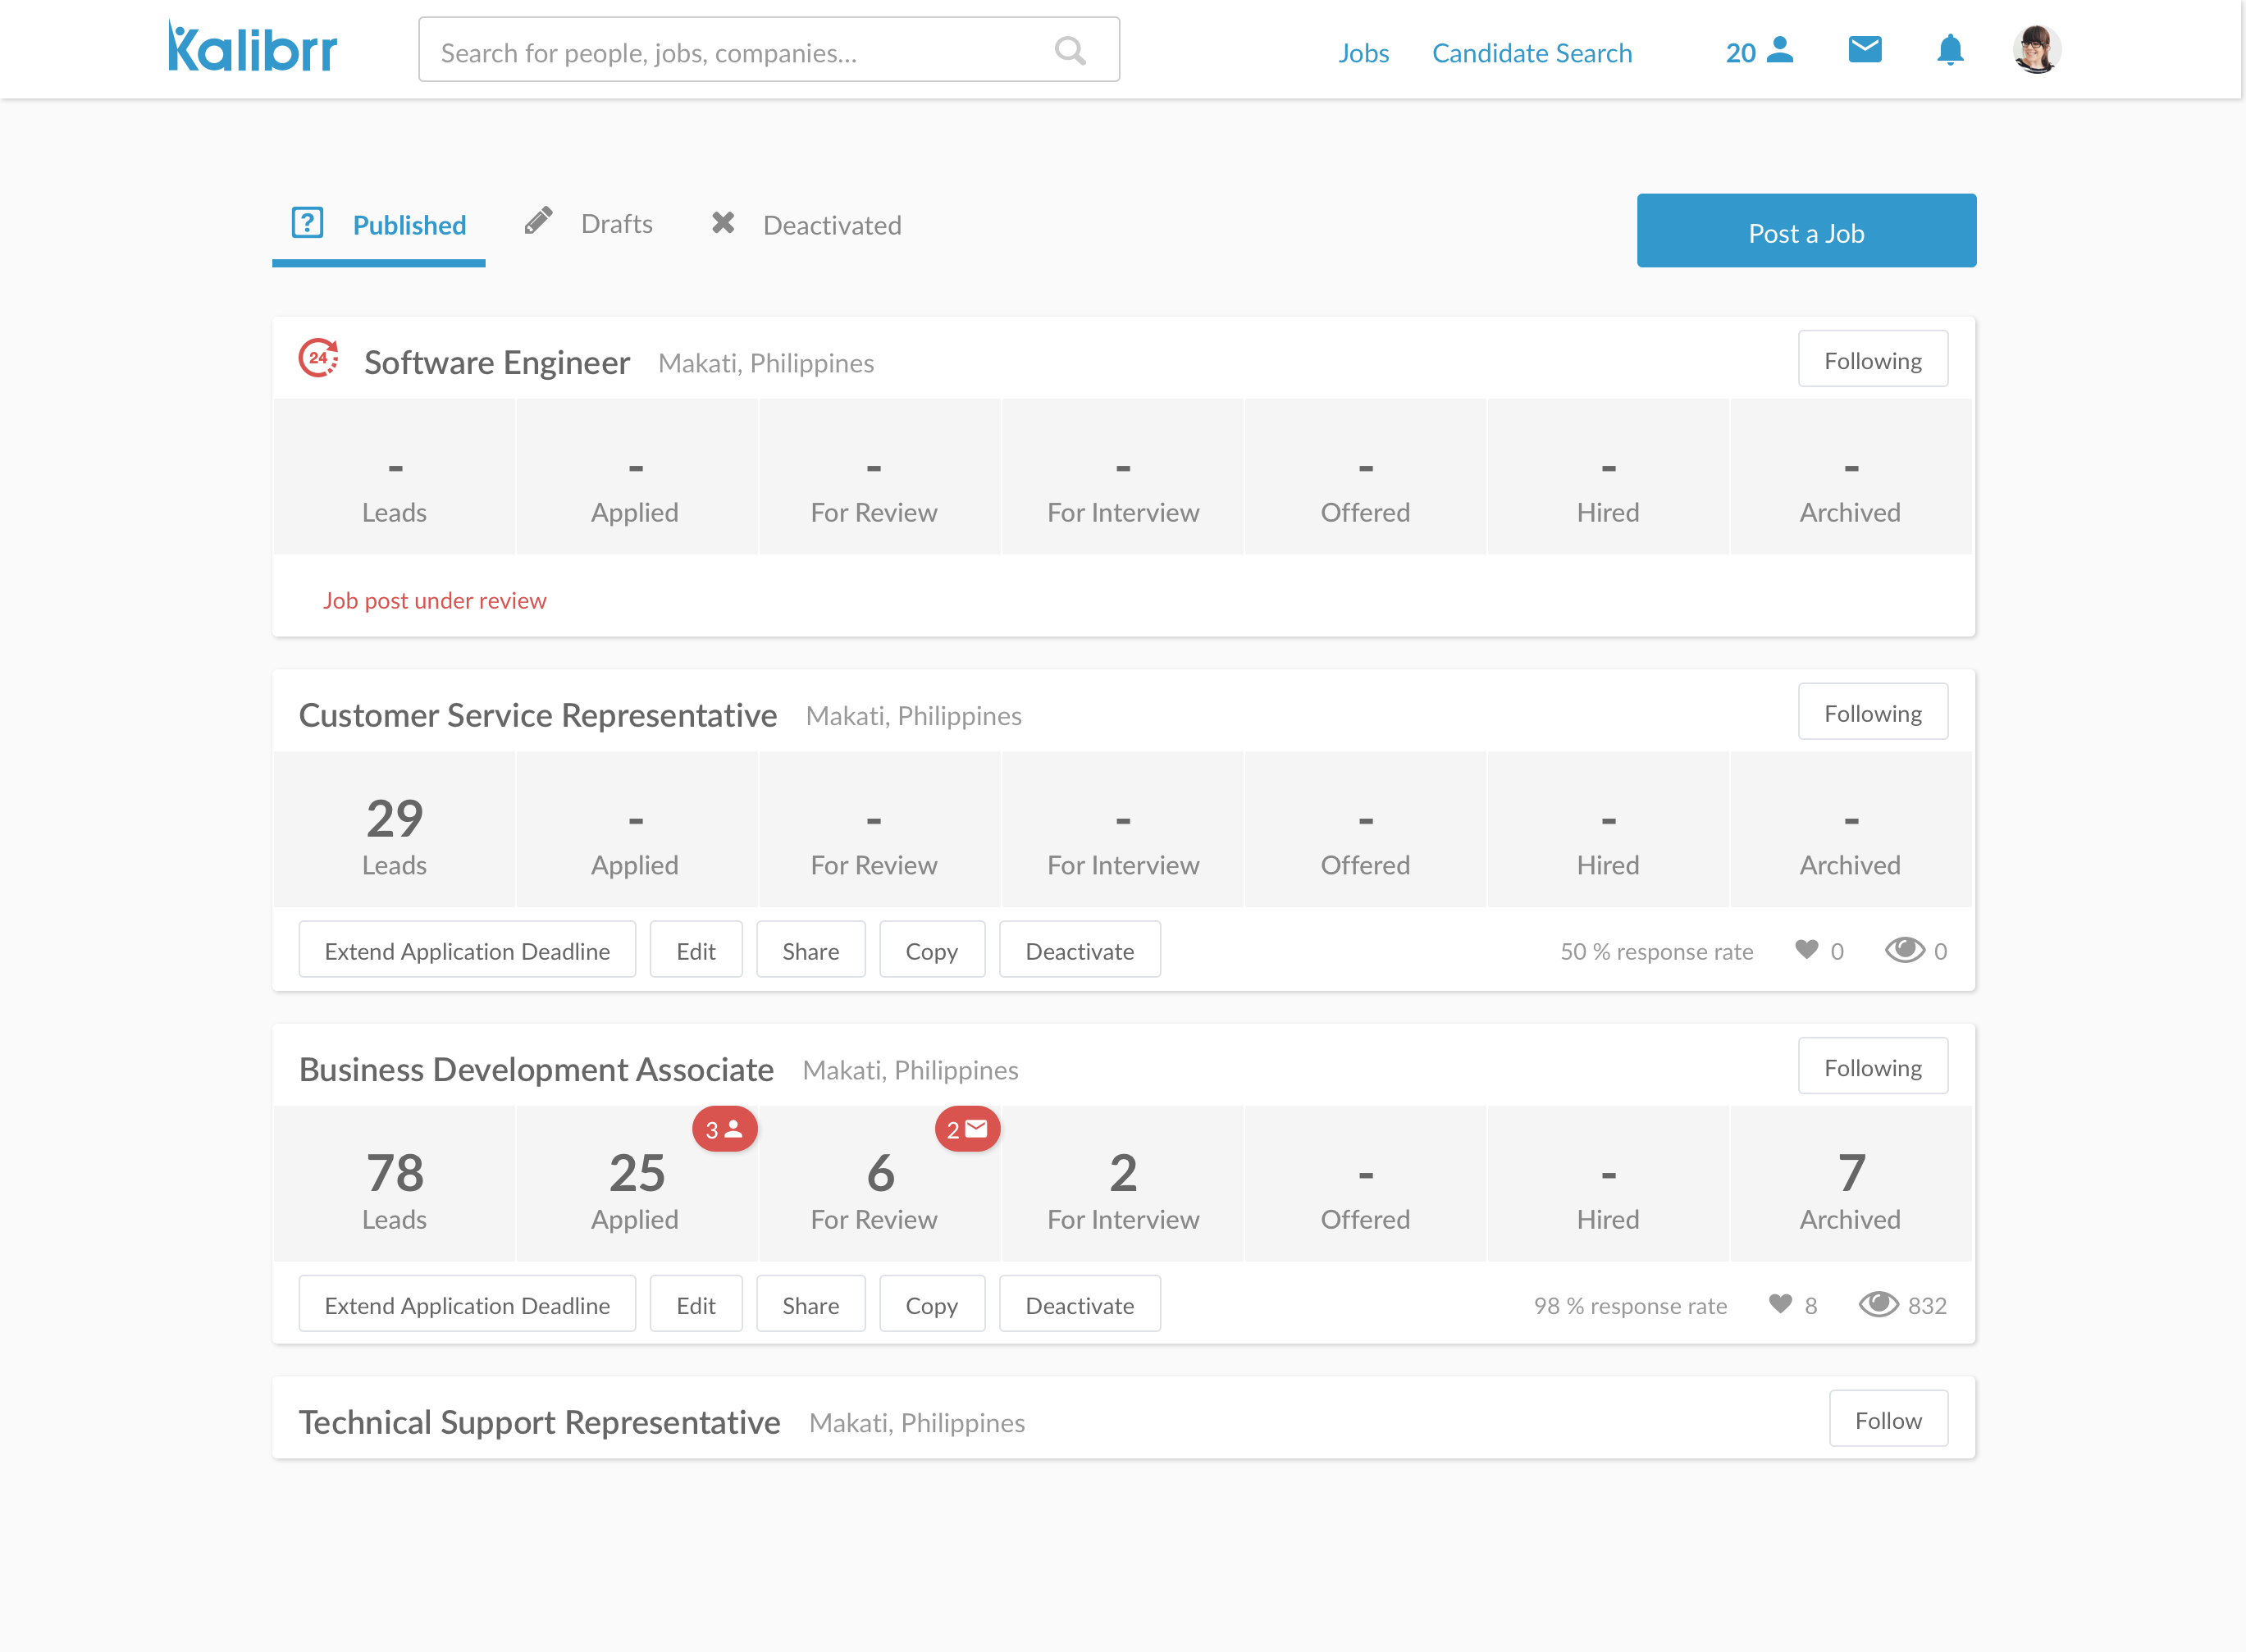 Kalibrr
Search for people, jobs, companies...
Jobs Candidate Search 20
? Published Drafts Deactivated Post a Job
24 Software Engineer Makati, Philippines Following
- - - - - - -
Leads Applied For Review For Interview Offered Hired Archived
Job post under review
Customer Service Representative Makati, Philippines Following
29 - - - - - -
Leads Applied For Review For Interview Offered Hired Archived
Extend Application Deadline Edit Share Copy Deactivate 50 % response rate 0 0
Business Development Associate Makati, Philippines Following
3 2
78 25 6 2 - - 7
Leads Applied For Review For Interview Offered Hired Archived
Extend Application Deadline Edit Share Copy Deactivate 98 % response rate 8 832
Technical Support Representative Makati, Philippines Follow